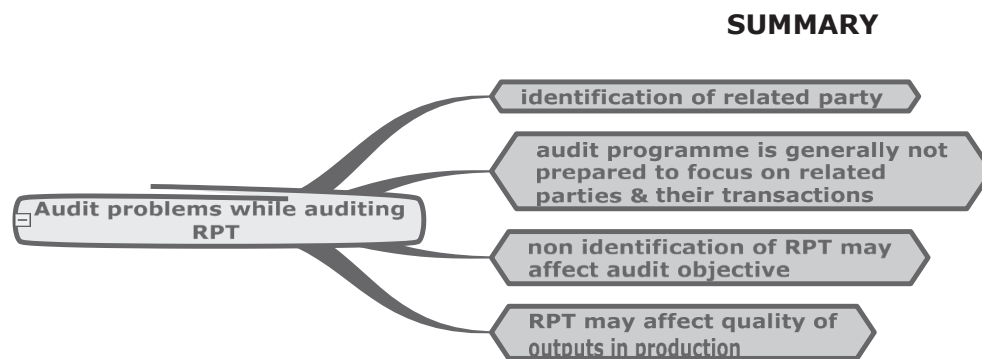 SUMMARY
identification of related party
audit programme is generally not
prepared to focus on related
parties & their transactions
Audit problems while auditing
RPT
non identification of RPT may
affect audit objective
RPT may affect quality of
outputs in production